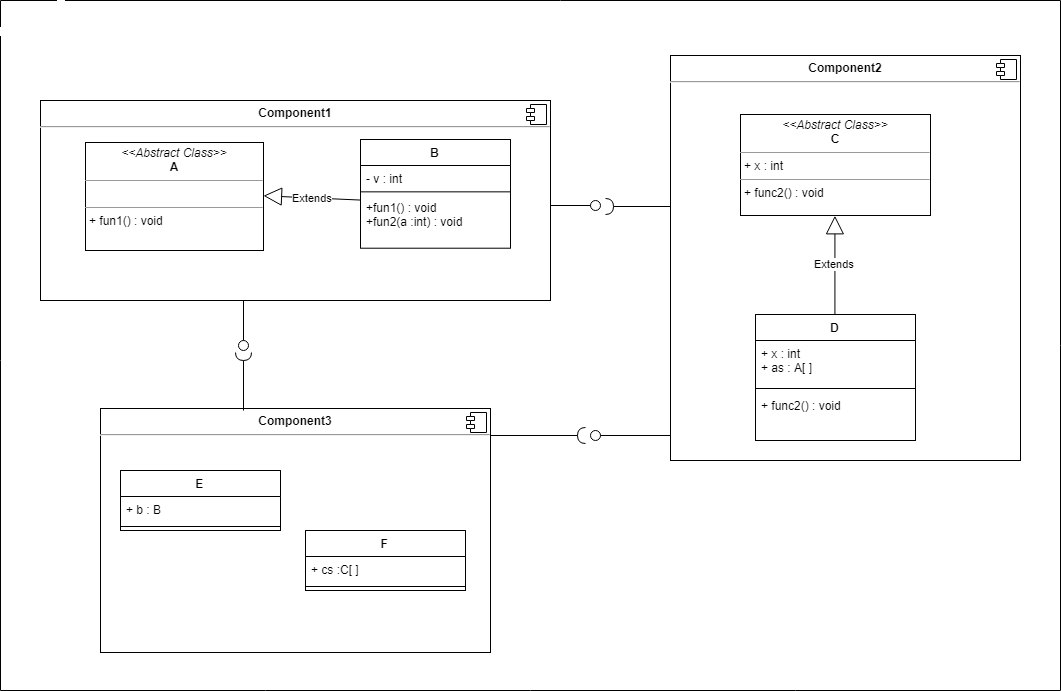 Component1
<<Abstract Class>>
A
+ fun1() : void
Extends
B
- v : int
+fun1() : void
+fun2(a :int) : void
Component2
<<Abstract Class>>
C
+ x : int
+ func2() : void
Extends
D
+ x : int
+ as : A[ ]
+ func2() : void
Component3
E
+ b : B
F
+ cs :C[ ]